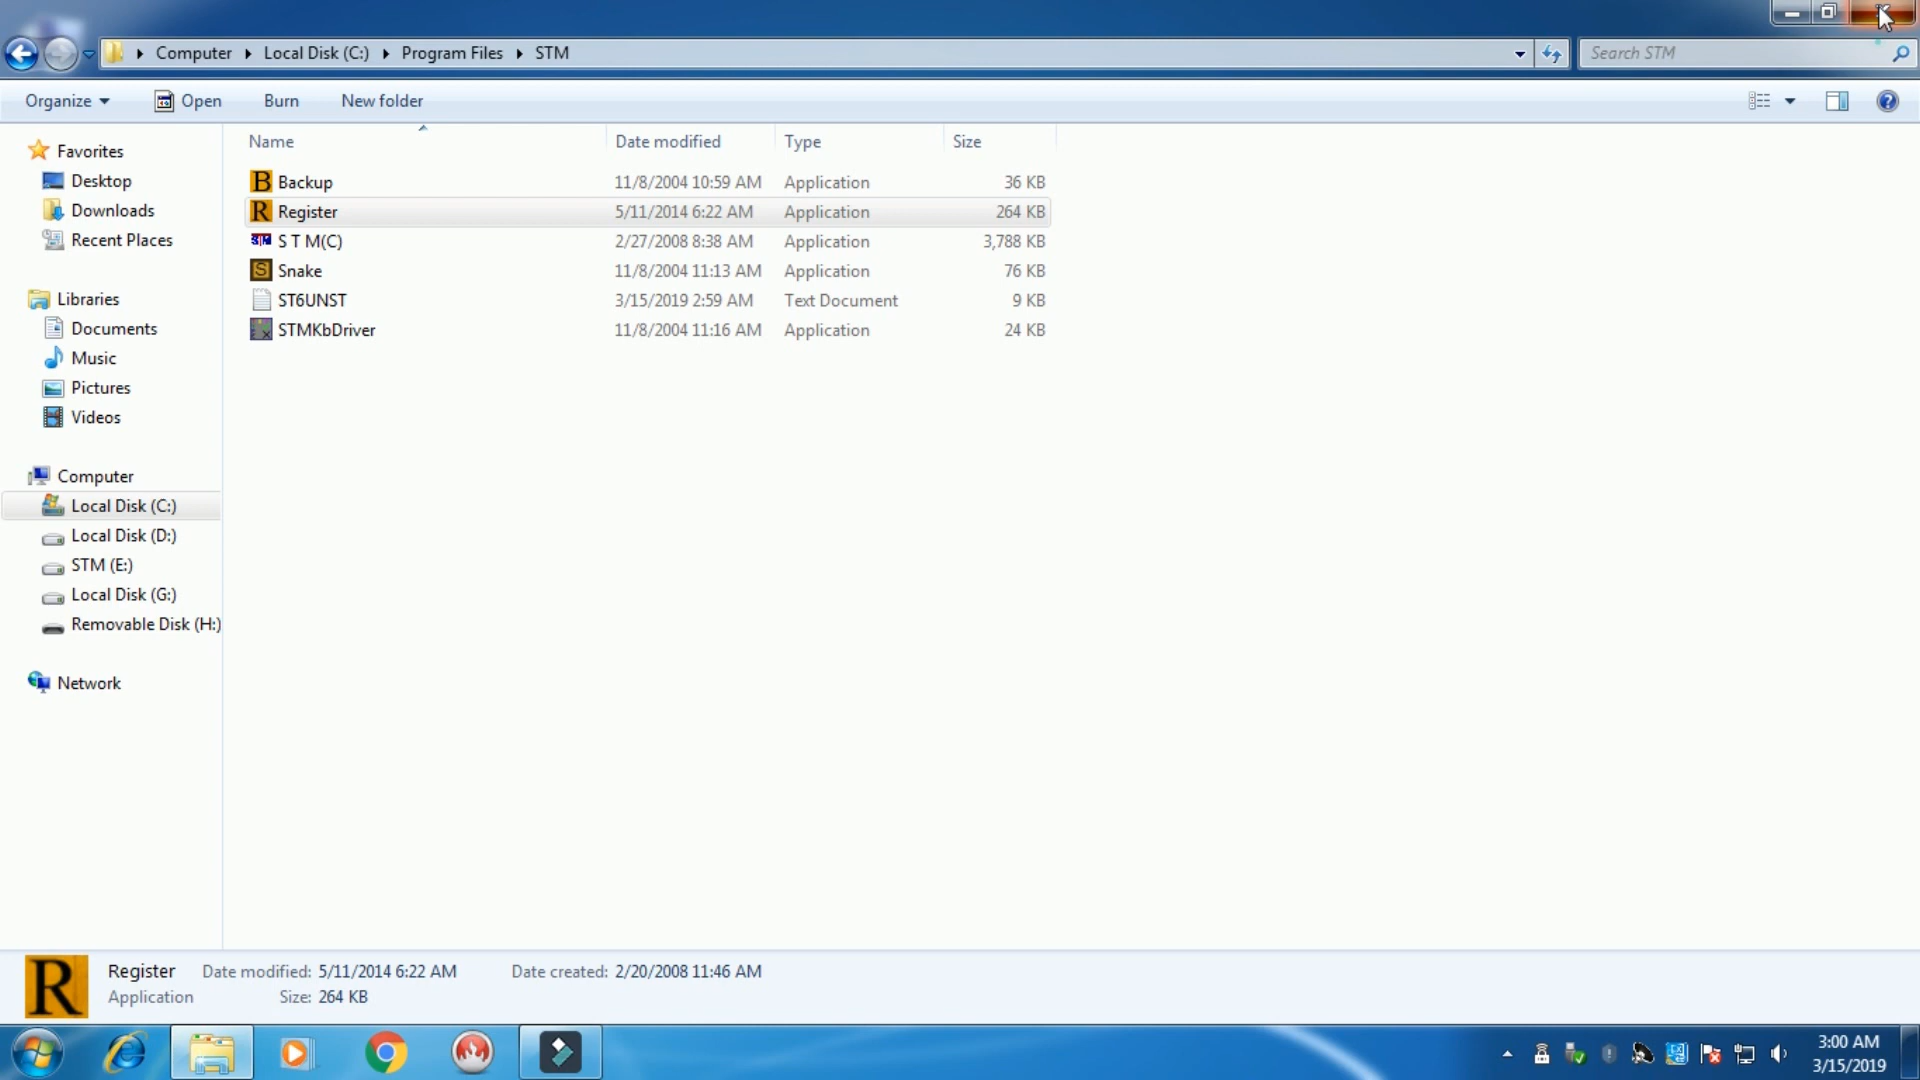 Computer Local Disk (C:) Program Files STM Search STM
Organize Open Burn New folder
Name Date modified Type Size
Favorites
Desktop
Downloads
Recent Places
Libraries
Documents
Music
Pictures
Videos
Computer
Local Disk (C:)
Local Disk (D:)
STM (E:)
Local Disk (G:)
Removable Disk (H:)
Network
B Backup 11/8/2004 10:59 AM Application 36 KB
R Register 5/11/2014 6:22 AM Application 264 KB
STM S T M(C) 2/27/2008 8:38 AM Application 3,788 KB
S Snake 11/8/2004 11:13 AM Application 76 KB
ST6UNST 3/15/2019 2:59 AM Text Document 9 KB
STMKbDriver 11/8/2004 11:16 AM Application 24 KB
R
Register Date modified: 5/11/2014 6:22 AM Date created: 2/20/2008 11:46 AM
Application Size: 264 KB
3:00 AM
3/15/2019